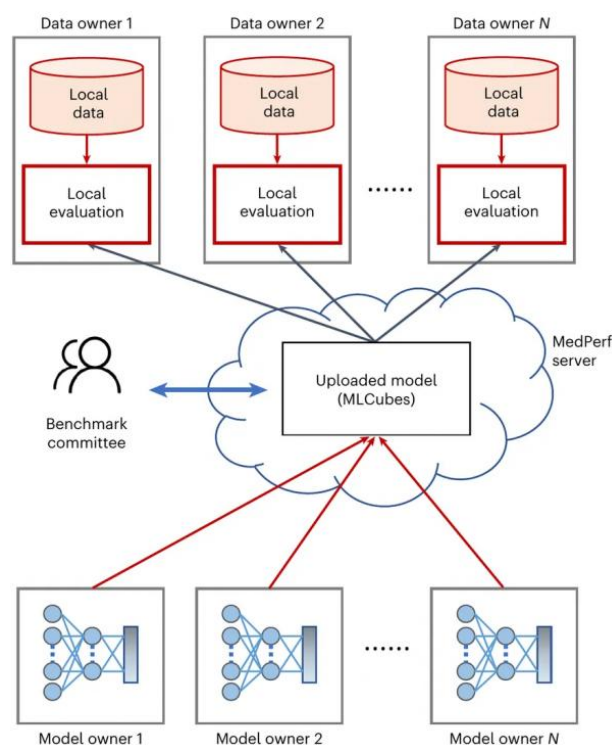 Data owner 1
Data owner 2
Data owner N
Local
data
Local
data
Local
data
Local
evaluation
Local
evaluation
Local
evaluation
......
MedPerf
server
Uploaded model
(MLCubes)
Benchmark
committee
......
Model owner 1
Model owner 2
Model owner N